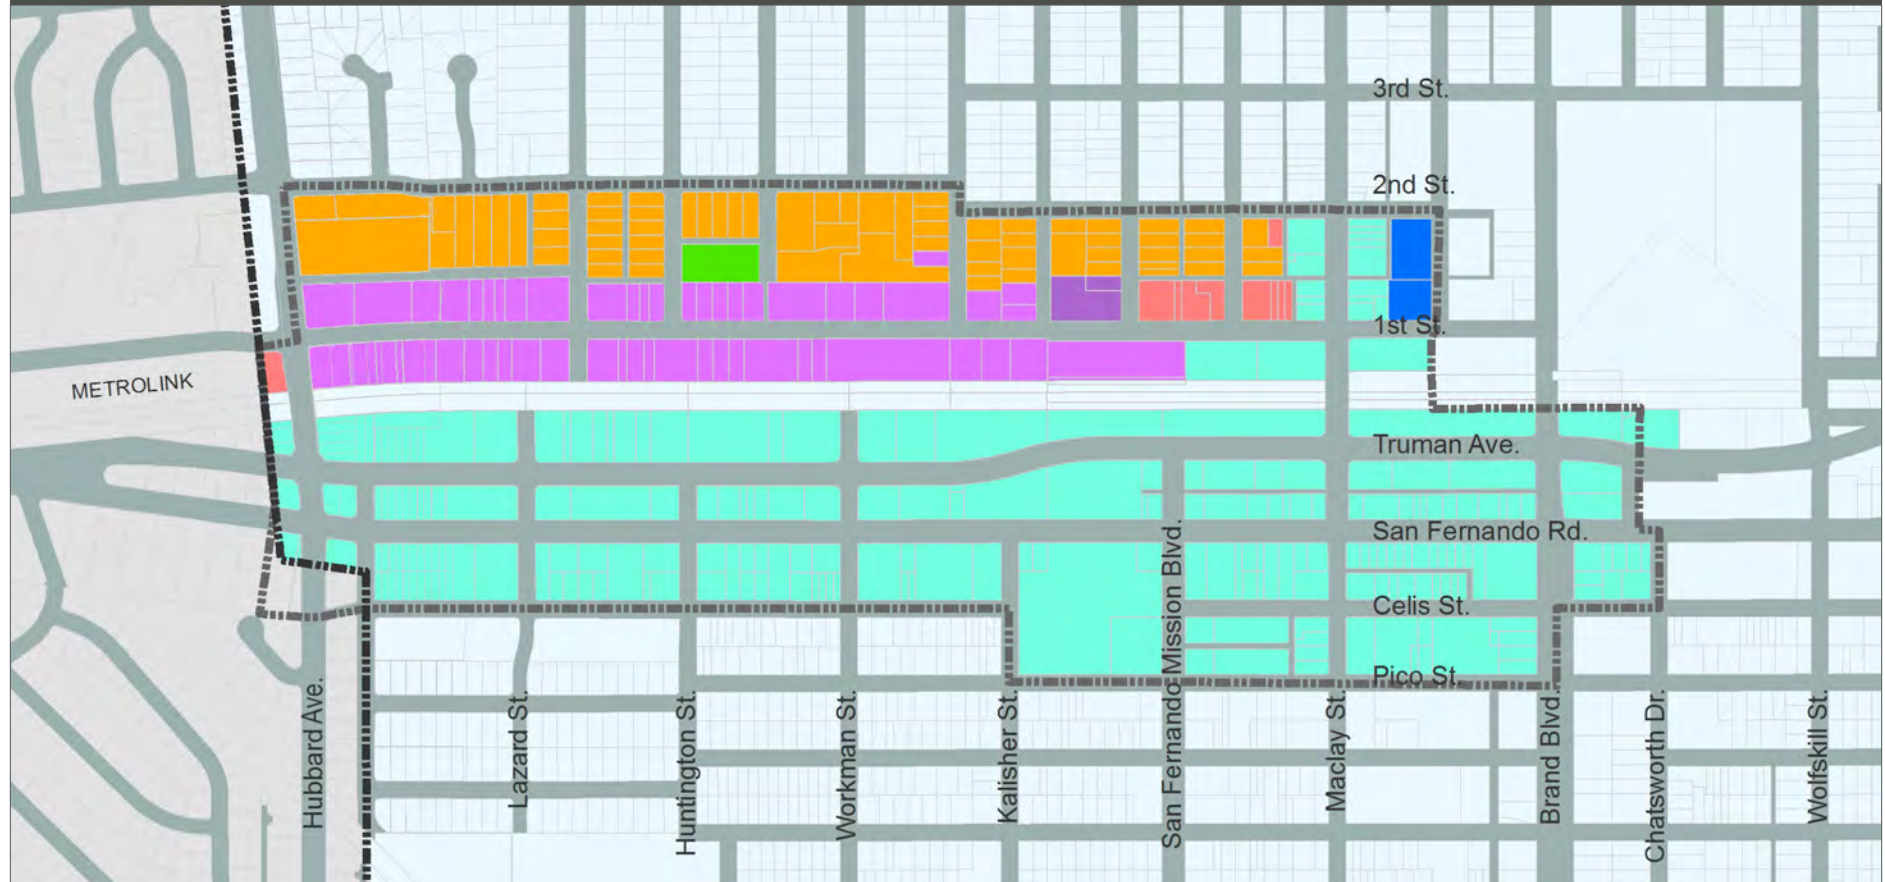 3rd St.
2nd St.
1st St.
METROLINK
Truman Ave.
San Fernando Rd.
Celis St.
Pico St.
Hubbard Ave.
Lazard St.
Huntington St.
Workman St.
Kalisher St.
San Fernando Mission Blvd.
Maclay St.
Brand Blvd.
Chatsworth Dr.
Wolfskill St.